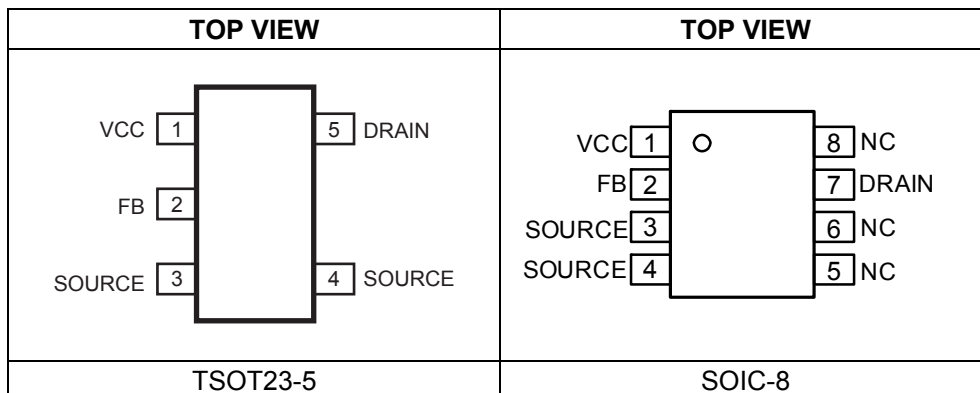 TOP VIEW
TOP VIEW
VCC 1
5 DRAIN
FB 2
SOURCE 3
4 SOURCE
VCC 1
8 NC
FB 2
7 DRAIN
SOURCE 3
6 NC
SOURCE 4
5 NC
TSOT23-5
SOIC-8